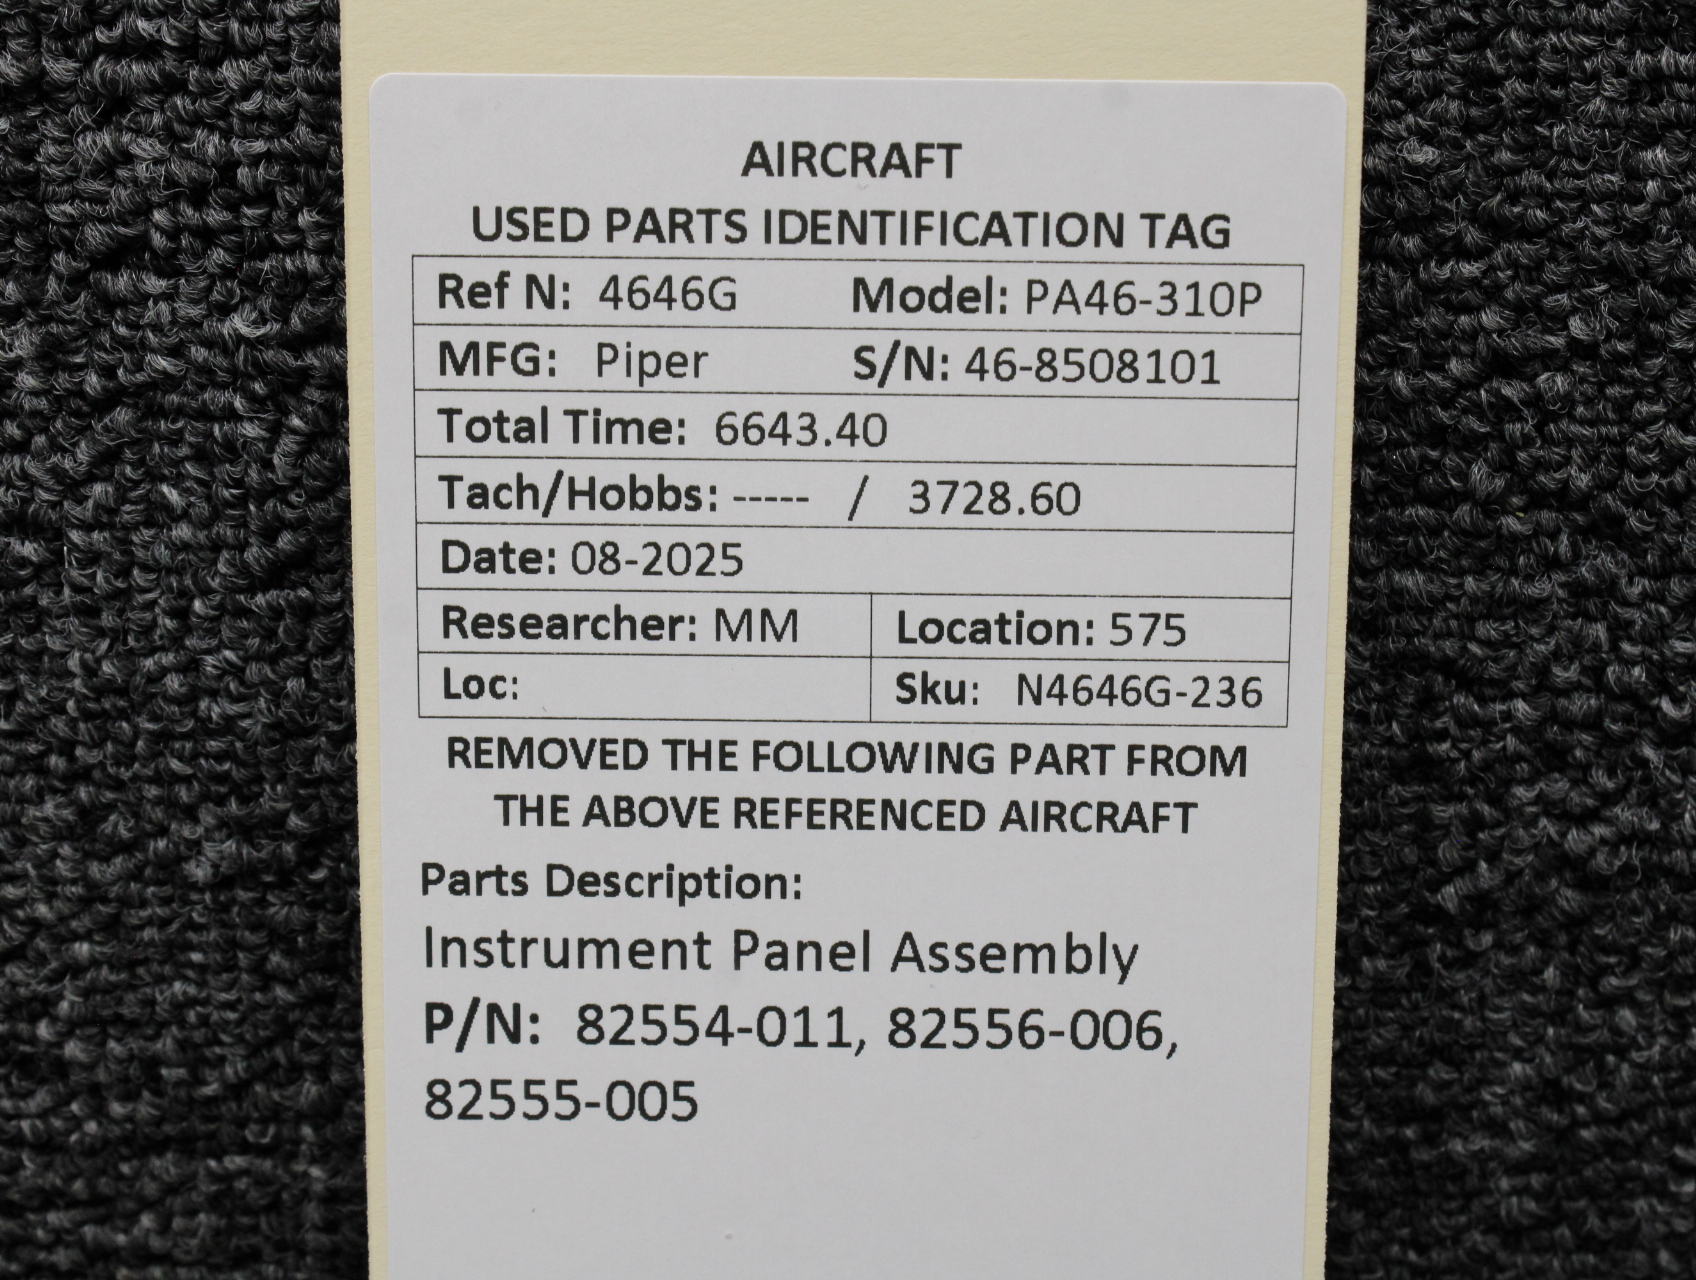 AIRCRAFT
USED PARTS IDENTIFICATION TAG
Ref N: 4646G Model: PA46-310P
MFG: Piper S/N: 46-8508101
Total Time: 6643.40
Tach/Hobbs: ----- / 3728.60
Date: 08-2025
Researcher: MM Location: 575
Loc: Sku: N4646G-236
REMOVED THE FOLLOWING PART FROM
THE ABOVE REFERENCED AIRCRAFT
Parts Description:
Instrument Panel Assembly
P/N: 82554-011, 82556-006,
82555-005